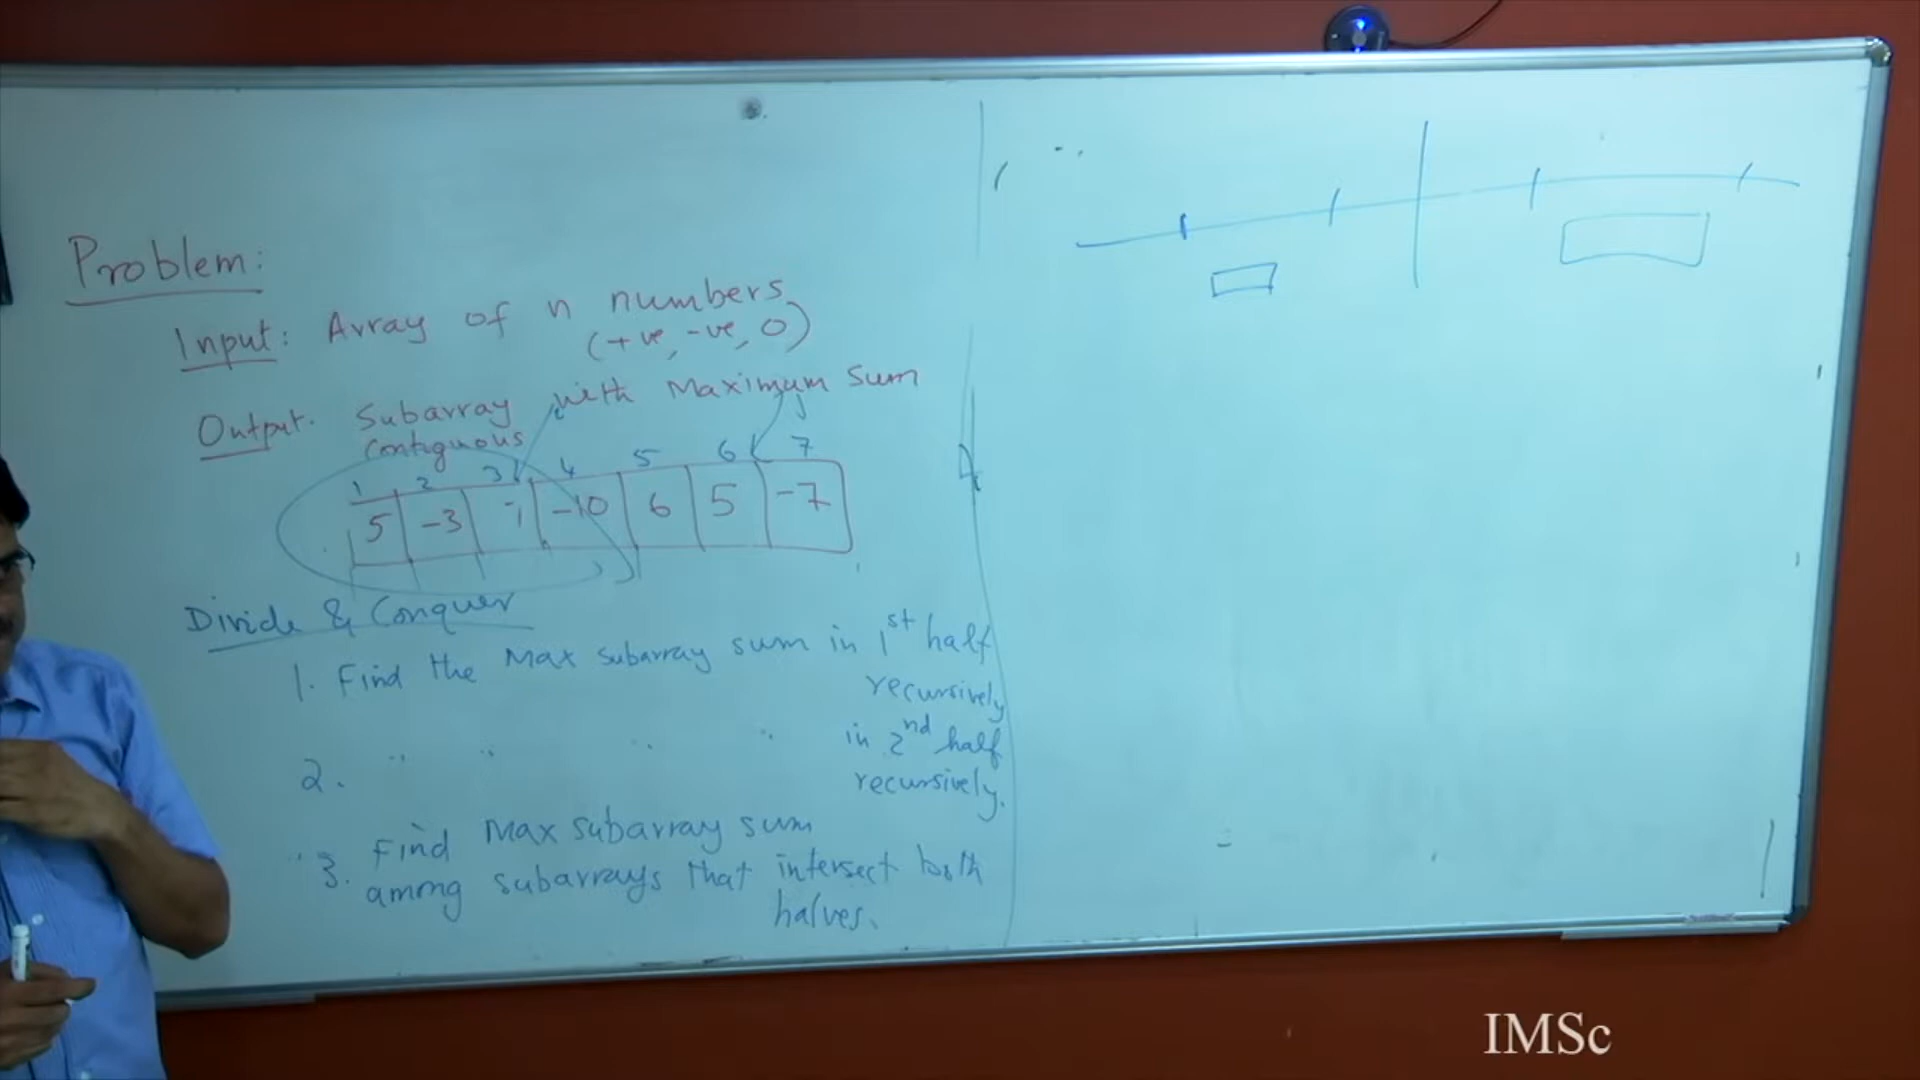 Problem:
Input: Array of n numbers
(+ve, -ve, 0)
Output. Subarray with Maximum sum
contiguous
1 2 3 4 5 6 7
5 -3 -10 6 5 -7
Divide & Conquer
1. Find the Max subarray sum in 1st half
recursively
2. " " " " in 2nd half
recursively.
3. Find Max subarray sum
among subarrays that intersect both
halves.
IMSc